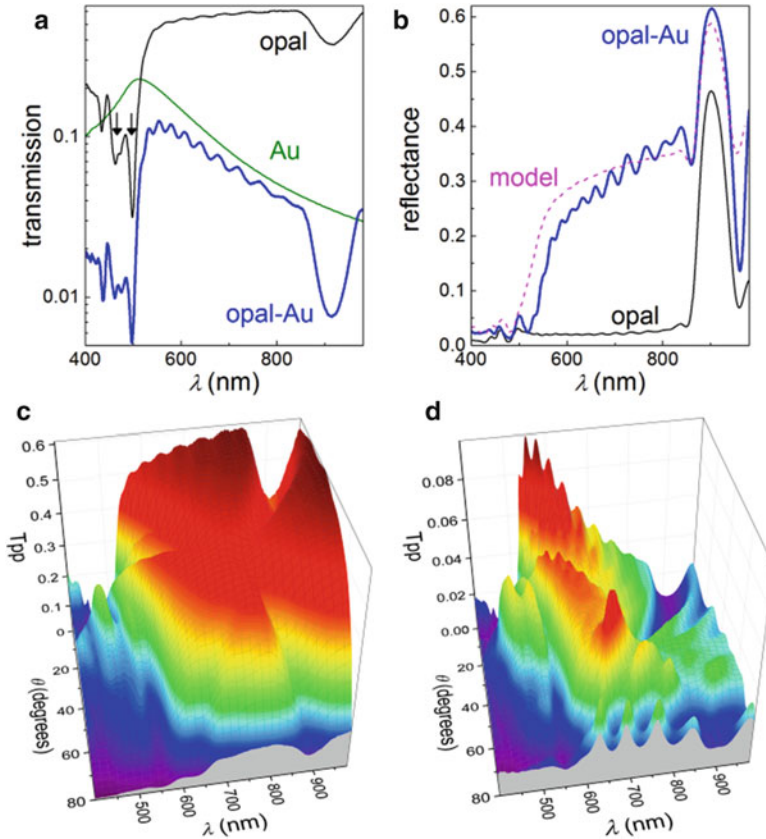 a
opal
Au
opal-Au
transmission
0.1
0.01
400
600
800
λ (nm)
b
opal-Au
model
opal
reflectance
0.6
0.5
0.4
0.3
0.2
0.1
0.0
400
600
800
λ (nm)
c
Tpp
0.6
0.5
0.4
0.3
0.2
0.1
0
20
40
60
80
θ(degrees)
500
600
700
800
900
λ (nm)
d
Tpp
0.08
0.06
0.04
0.02
0.00
20
40
60
80
θ(degrees)
500
600
700
800
900
λ (nm)